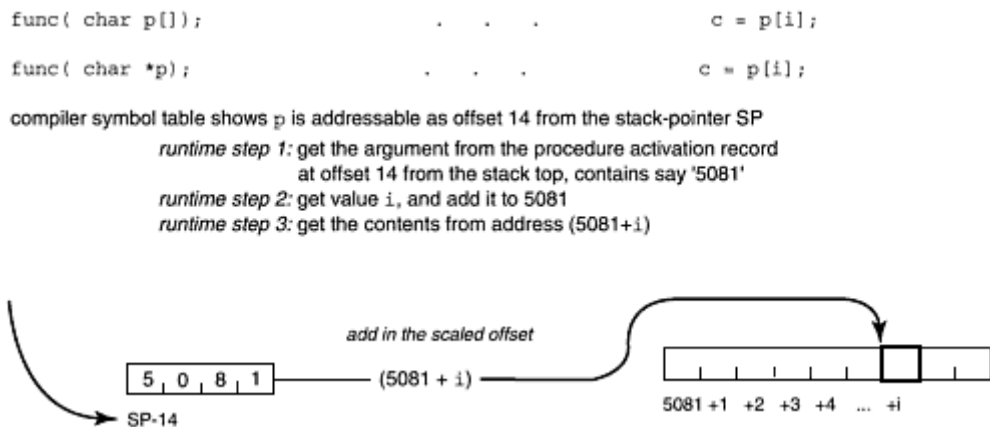 func( char p[]); . . . c = p[i];
func( char *p); . . . c = p[i];
compiler symbol table shows p is addressable as offset 14 from the stack-pointer SP
runtime step 1: get the argument from the procedure activation record
at offset 14 from the stack top, contains say '5081'
runtime step 2: get value i, and add it to 5081
runtime step 3: get the contents from address (5081+i)
add in the scaled offset
5 0 8 1 (5081 + i)
5081 +1 +2 +3 +4 ... +i
SP-14